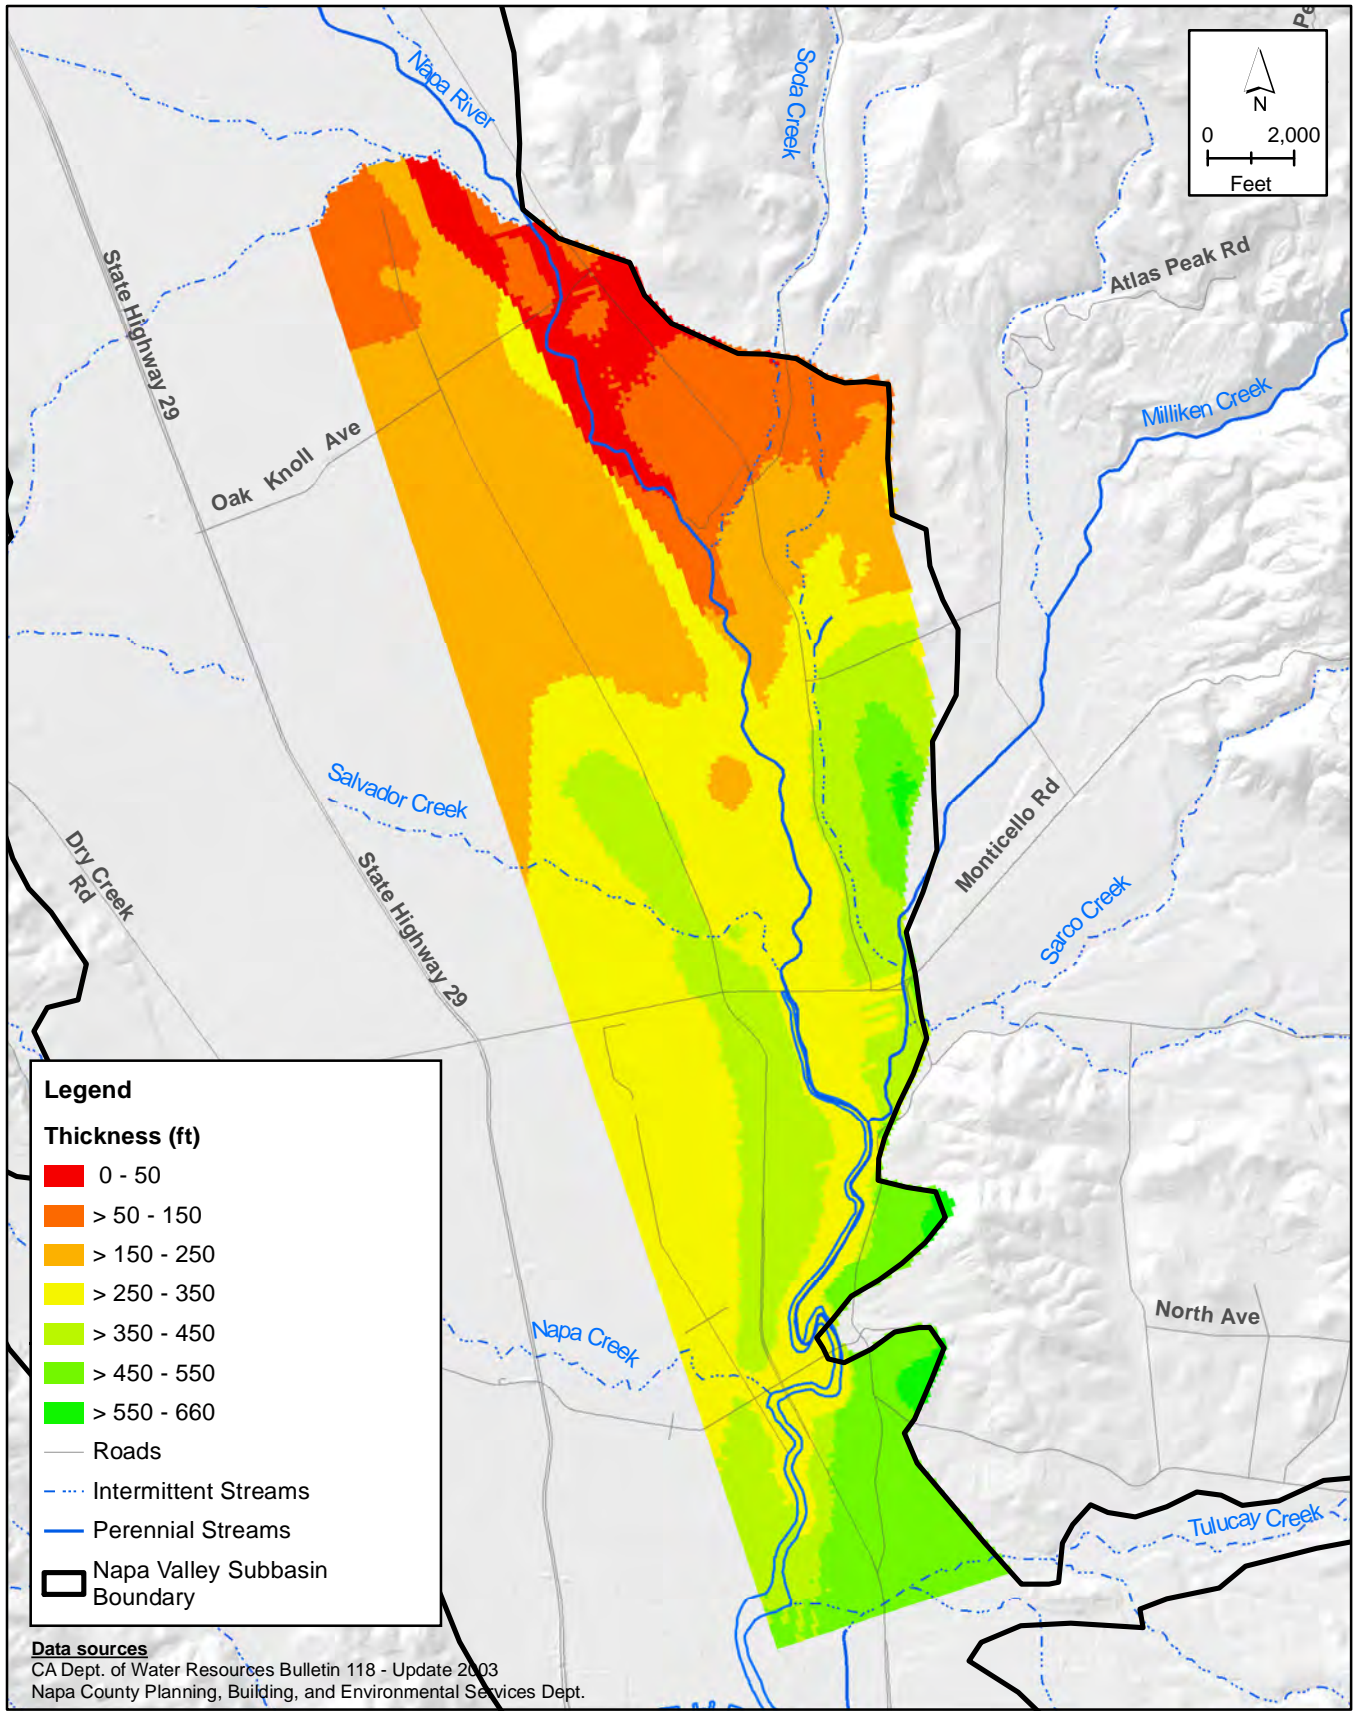 Pe
N
0 2,000
Feet
Napa River
Soda Creek
Atlas Peak Rd
State Highway 29
Milliken Creek
Oak Knoll Ave
Salvador Creek
Monticello Rd
Dry Creek
Rd
State Highway 29
Sarco Creek
Napa Creek
North Ave
Tulucay Creek
Legend
Thickness (ft)
0 - 50
> 50 - 150
> 150 - 250
> 250 - 350
> 350 - 450
> 450 - 550
> 550 - 660
Roads
Intermittent Streams
Perennial Streams
Napa Valley Subbasin
Boundary
Data sources
CA Dept. of Water Resources Bulletin 118 - Update 2003
Napa County Planning, Building, and Environmental Services Dept.